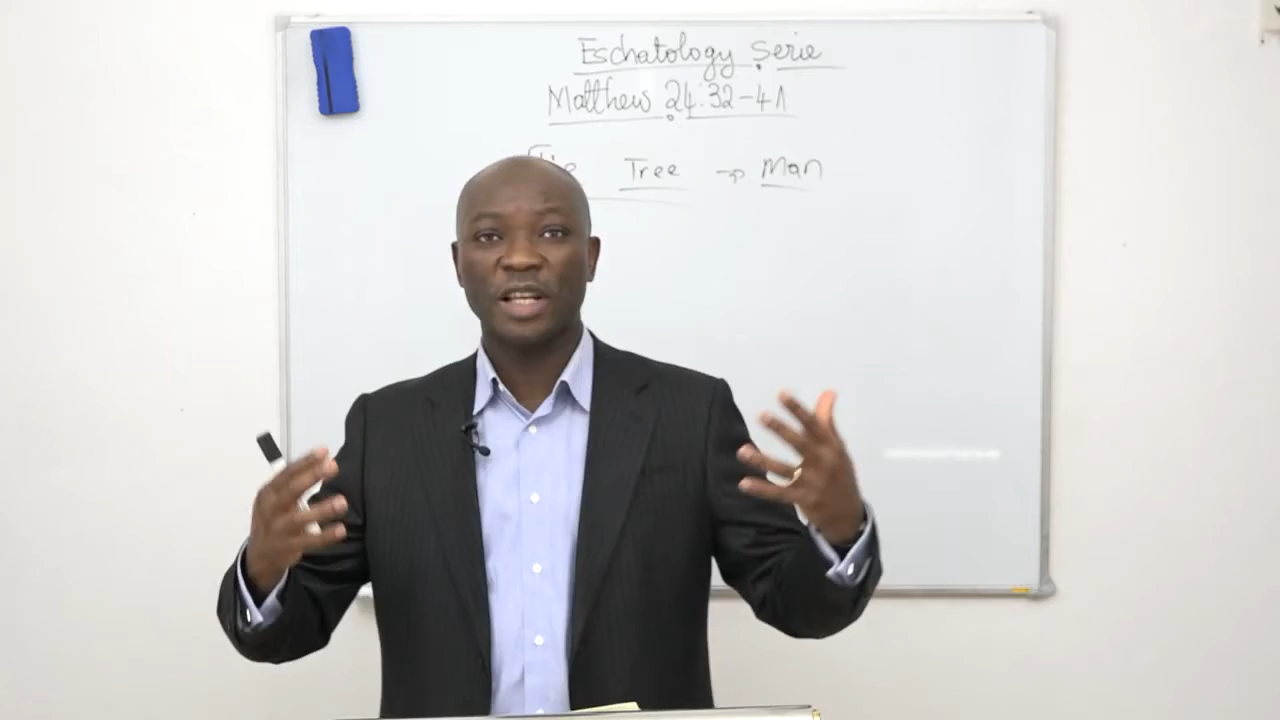 Eschatology Serie
Matthew 24:32-41
Tree → Man